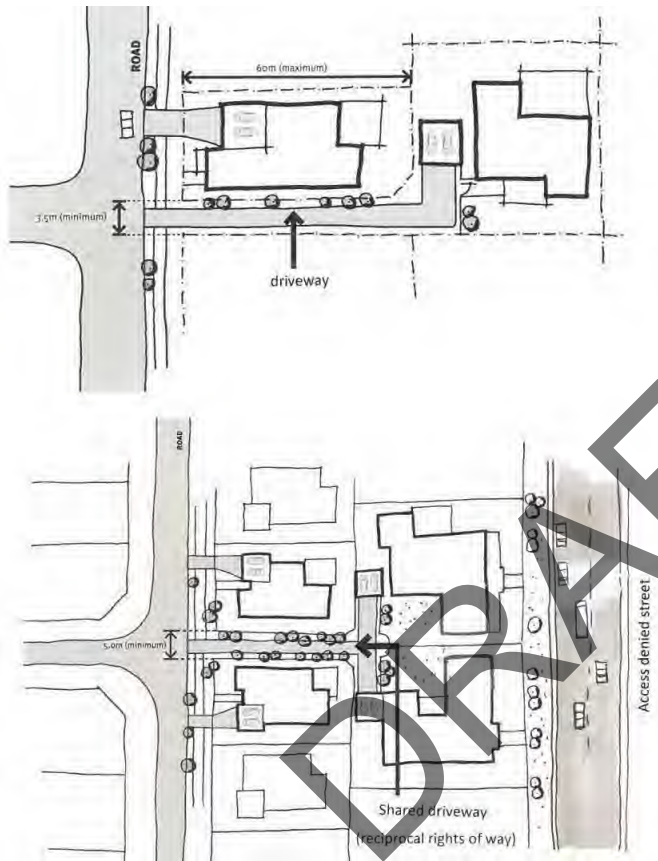 ROAD
60m (maximum)
3.5m (minimum)
driveway
ROAD
5.0m (minimum)
Access denied street
Shared driveway
(reciprocal rights of way)
DRAF